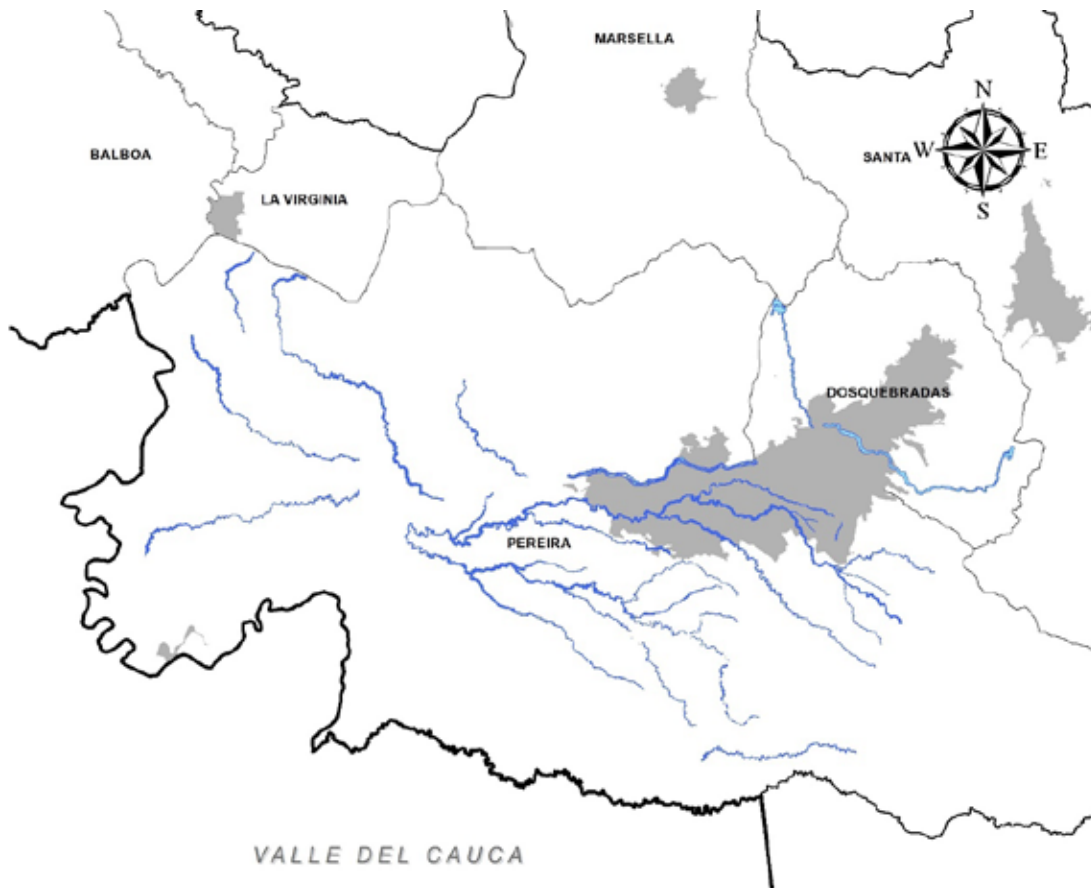 MARSELLA
N
BALBOA
SANTA
W
E
LA VIRGINIA
S
DOSQUEBRADAS
PEREIRA
VALLE DEL CAUCA